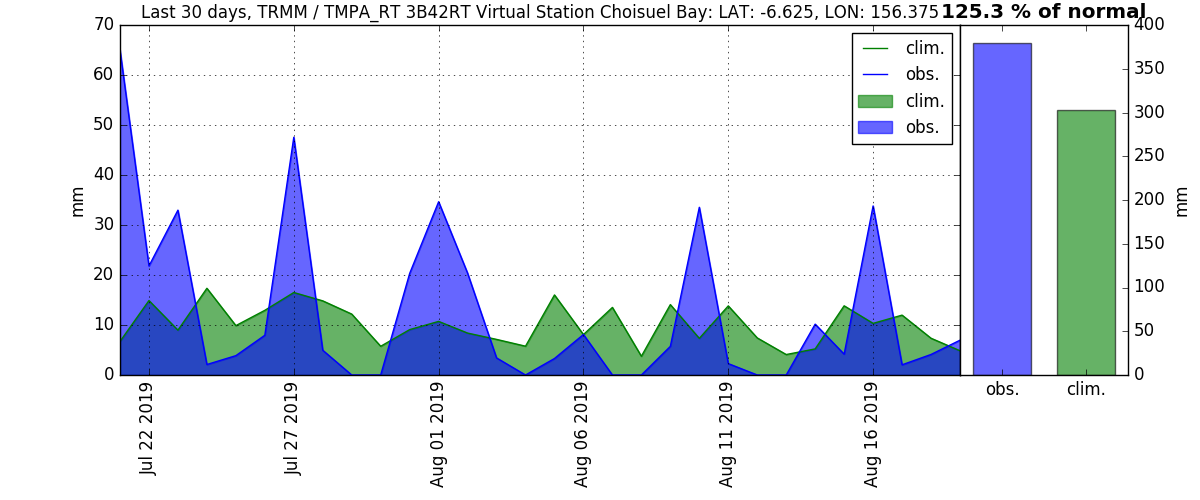 Last 30 days, TRMM / TMPA_RT 3B42RT Virtual Station Choisuel Bay: LAT: -6.625, LON: 156.375
125.3 % of normal
70
60
50
40
30
20
10
0
mm
Jul 22 2019
Jul 27 2019
Aug 01 2019
Aug 06 2019
Aug 11 2019
Aug 16 2019
clim.
obs.
clim.
obs.
400
350
300
250
200
150
100
50
0
mm
obs.
clim.